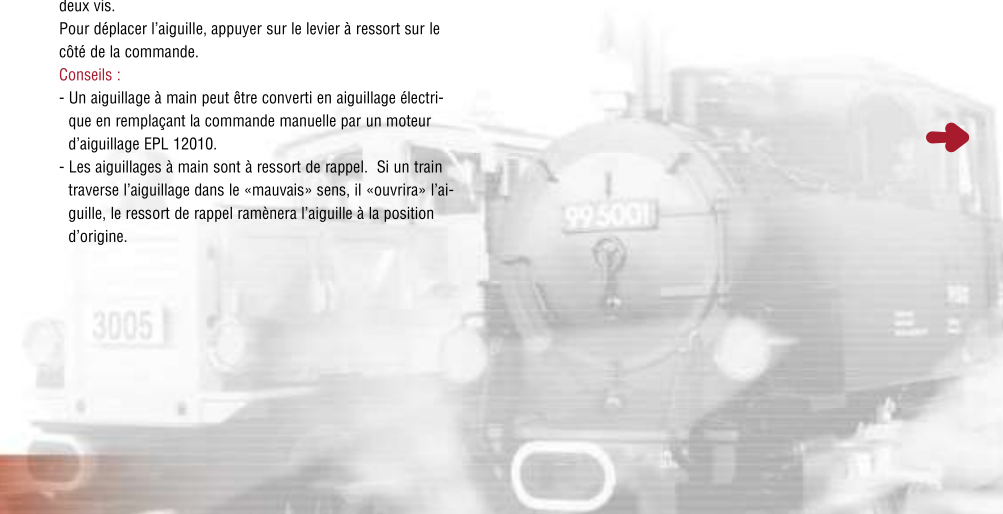 deux vis.
Pour déplacer l'aiguille, appuyer sur le levier à ressort sur le
côté de la commande.
Conseils :
- Un aiguillage à main peut être converti en aiguillage électri-
que en remplaçant la commande manuelle par un moteur
d'aiguillage EPL 12010.
- Les aiguillages à main sont à ressort de rappel.  Si un train
traverse l'aiguillage dans le «mauvais» sens, il «ouvrira» l'ai-
guille, le ressort de rappel ramènera l'aiguille à la position
d'origine.
99 5001
3005